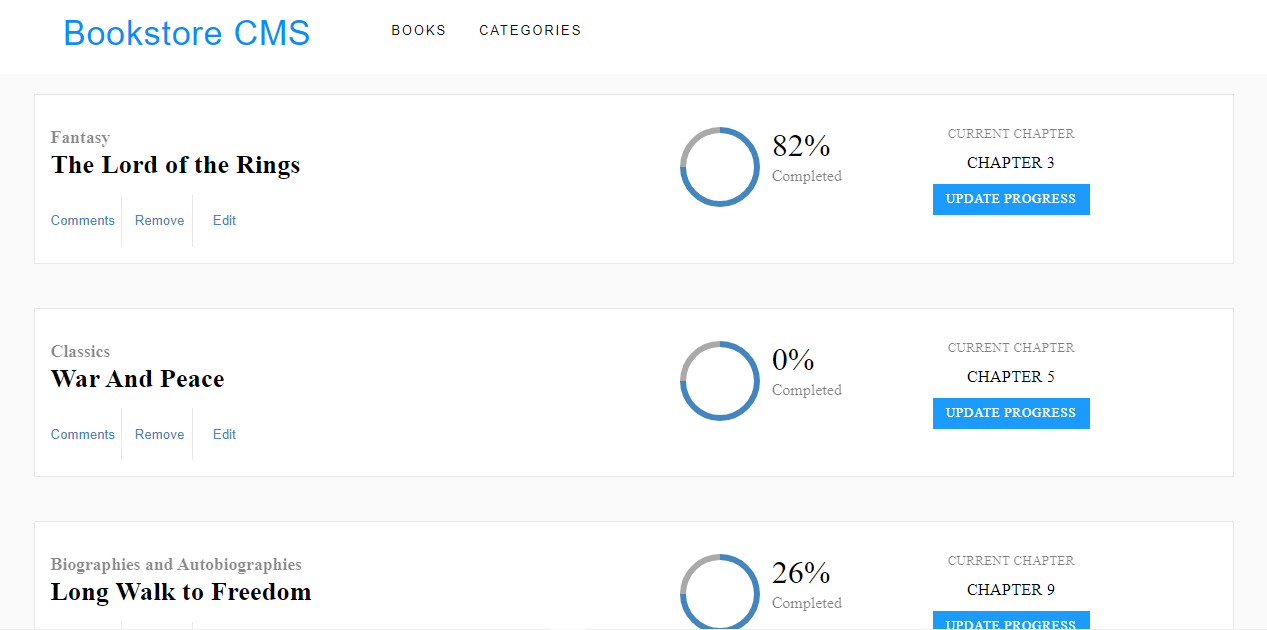 Bookstore CMS BOOKS CATEGORIES
Fantasy
The Lord of the Rings
Comments Remove Edit
82%
Completed
CURRENT CHAPTER
CHAPTER 3
UPDATE PROGRESS
Classics
War And Peace
Comments Remove Edit
0%
Completed
CURRENT CHAPTER
CHAPTER 5
UPDATE PROGRESS
Biographies and Autobiographies
Long Walk to Freedom
26%
Completed
CURRENT CHAPTER
CHAPTER 9
UPDATE PROGRESS